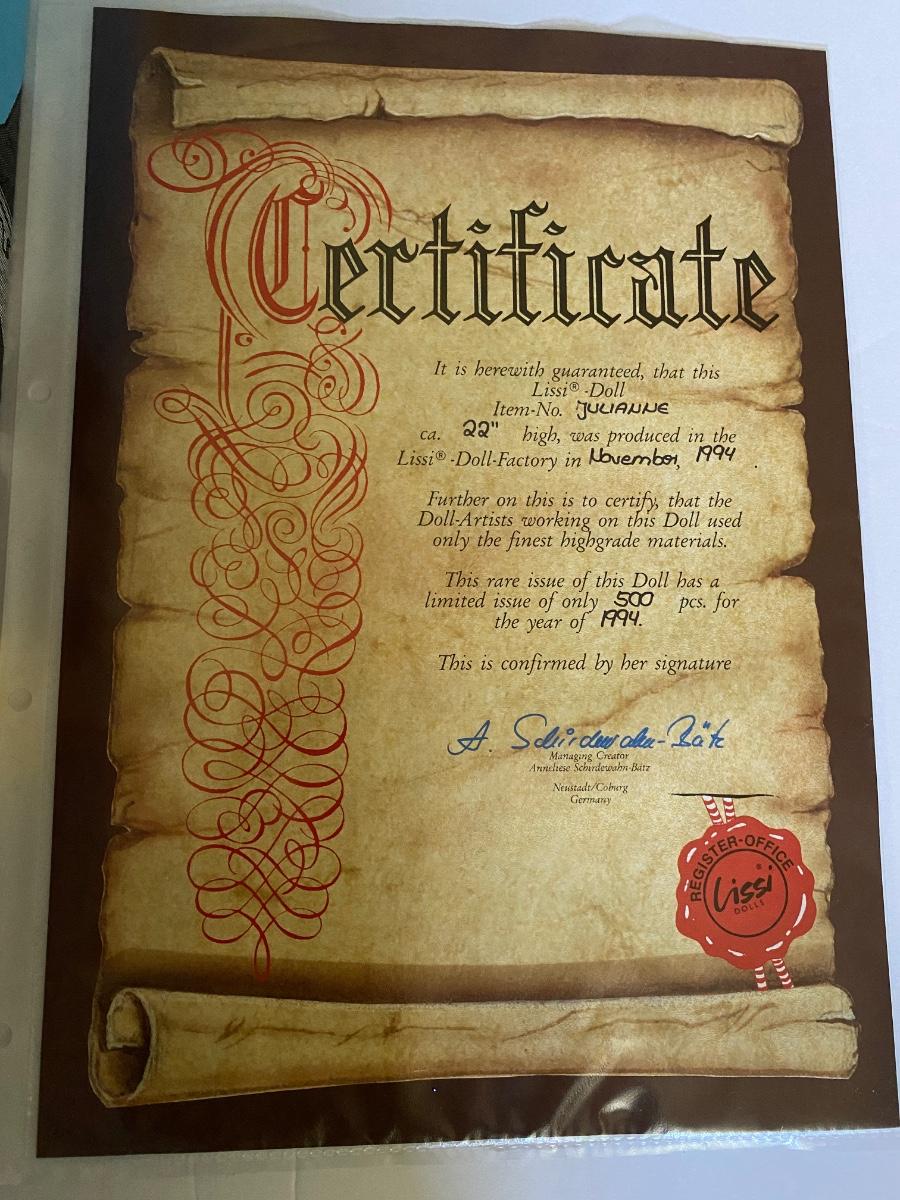 Certificate
It is herewith guaranteed, that this
Lissi® -Doll
Item-No. JULIANNE
ca. 22" high, was produced in the
Lissi® -Doll-Factory in November, 1994 .
Further on this is to certify, that the
Doll-Artists working on this Doll used
only the finest highgrade materials.
This rare issue of this Doll has a
limited issue of only 500 pcs. for
the year of 1994.
This is confirmed by her signature
A. Schirdewahn-Bätz
Managing Creator
Anneliese Schirdewahn-Bätz
Neustadt/Coburg
Germany
REGISTER-OFFICE
Lissi®
DOLLS